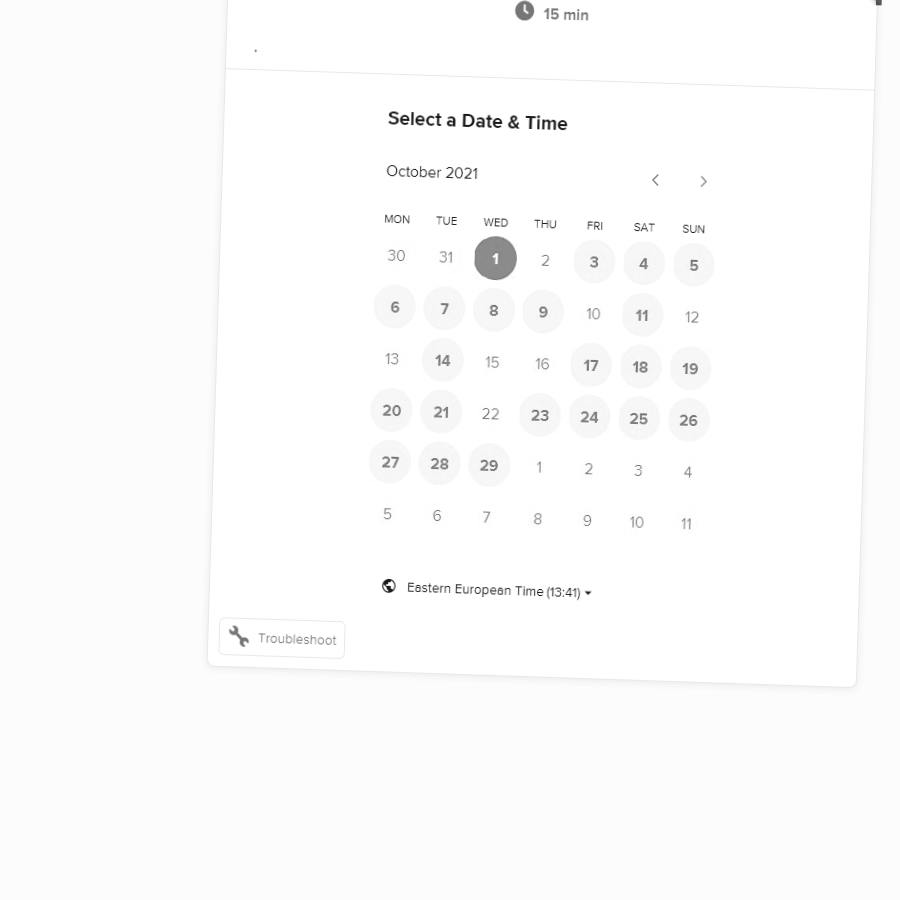 15 min
.
Select a Date & Time
October 2021
MON TUE WED THU FRI SAT SUN
30 31 1 2 3 4 5
6 7 8 9 10 11 12
13 14 15 16 17 18 19
20 21 22 23 24 25 26
27 28 29 1 2 3 4
5 6 7 8 9 10 11
Eastern European Time (13:41)
Troubleshoot